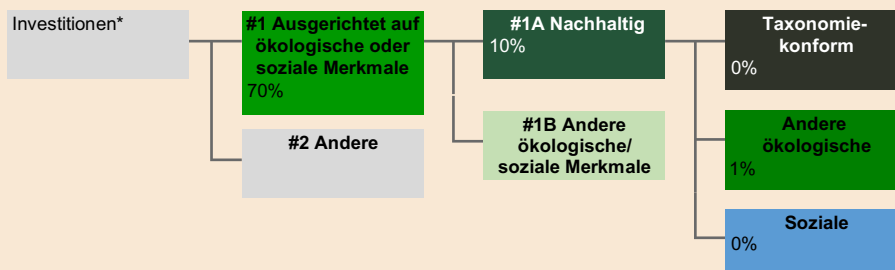 Investitionen*
#1 Ausgerichtet auf
ökologische oder
soziale Merkmale
70%
#2 Andere
#1A Nachhaltig
10%
#1B Andere
ökologische/
soziale Merkmale
Taxonomie-
konform
0%
Andere
ökologische
1%
Soziale
0%